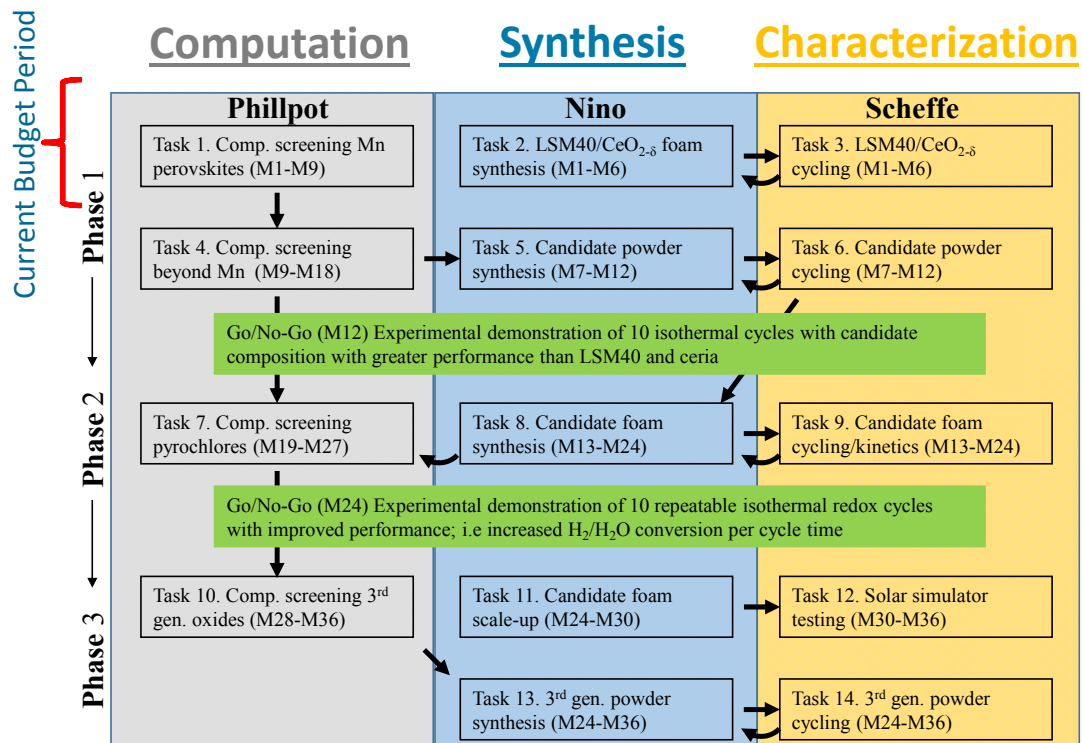 Computation
Synthesis
Characterization
Current Budget Period
Phase 1
Phase 2
Phase 3
Phillpot
Nino
Scheffe
Task 1. Comp. screening Mn
perovskites (M1-M9)
Task 2. LSM40/CeO2-δ foam
synthesis (M1-M6)
Task 3. LSM40/CeO2-δ
cycling (M1-M6)
Task 4. Comp. screening
beyond Mn (M9-M18)
Task 5. Candidate powder
synthesis (M7-M12)
Task 6. Candidate powder
cycling (M7-M12)
Go/No-Go (M12) Experimental demonstration of 10 isothermal cycles with candidate
composition with greater performance than LSM40 and ceria
Task 7. Comp. screening
pyrochlores (M19-M27)
Task 8. Candidate foam
synthesis (M13-M24)
Task 9. Candidate foam
cycling/kinetics (M13-M24)
Go/No-Go (M24) Experimental demonstration of 10 repeatable isothermal redox cycles
with improved performance; i.e increased H2/H2O conversion per cycle time
Task 10. Comp. screening 3rd
gen. oxides (M28-M36)
Task 11. Candidate foam
scale-up (M24-M30)
Task 12. Solar simulator
testing (M30-M36)
Task 13. 3rd gen. powder
synthesis (M24-M36)
Task 14. 3rd gen. powder
cycling (M24-M36)